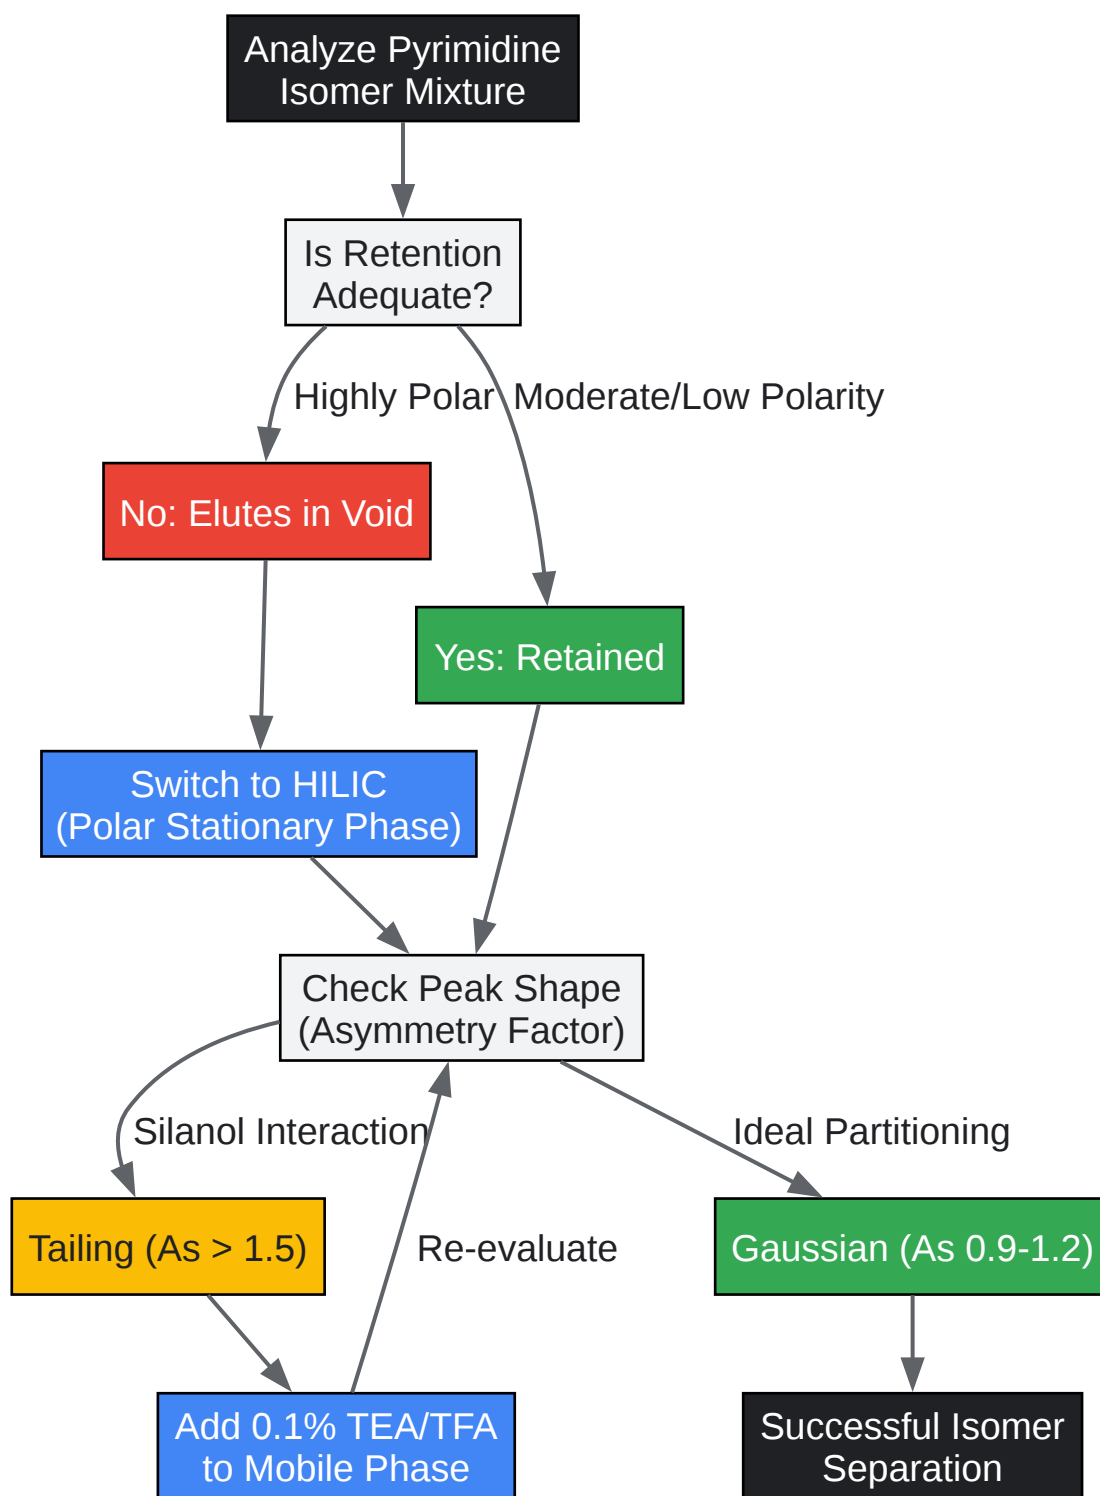 Analyze Pyrimidine
Isomer Mixture
Is Retention
Adequate?
Highly Polar
Moderate/Low Polarity
No: Elutes in Void
Yes: Retained
Switch to HILIC
(Polar Stationary Phase)
Check Peak Shape
(Asymmetry Factor)
Silanol Interaction
Ideal Partitioning
Tailing (As > 1.5)
Re-evaluate
Gaussian (As 0.9-1.2)
Add 0.1% TEA/TFA
to Mobile Phase
Successful Isomer
Separation